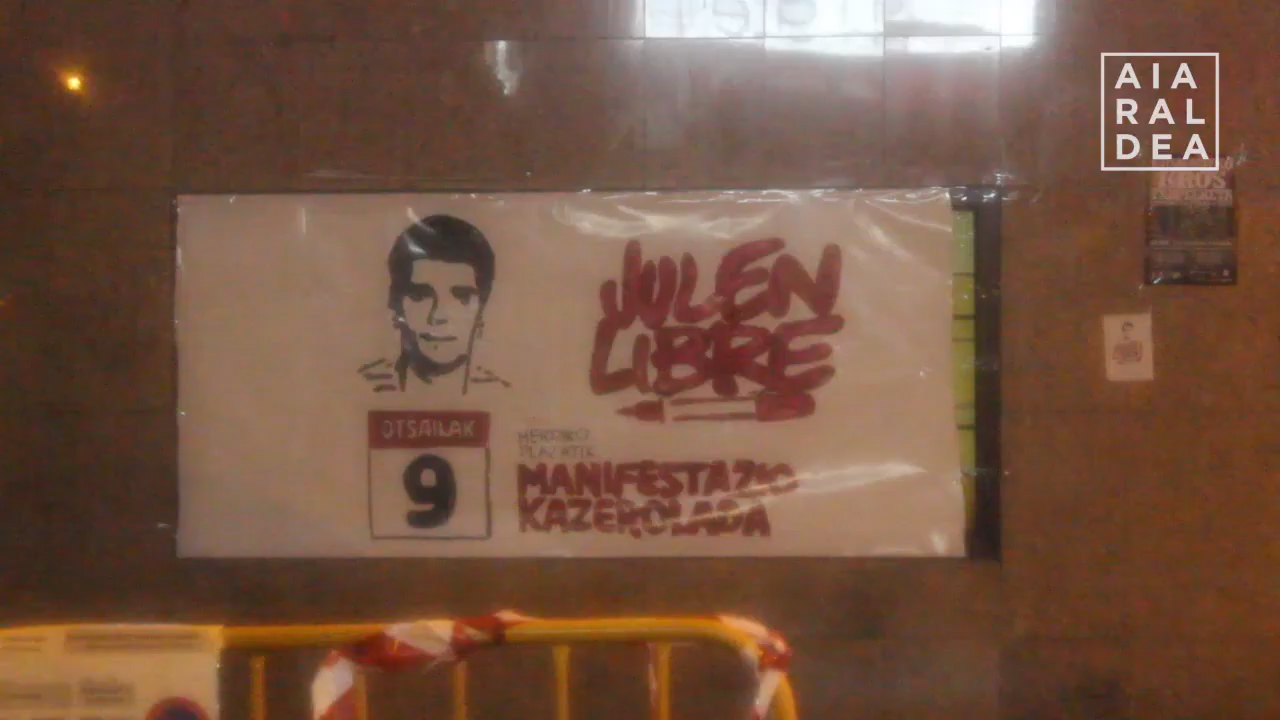 AIA
RAL
DEA
JULEN
LIBRE
OTSAILAK
9
HERRIKO
PLAZATIK
MANIFESTAZIO
KAZEROLADA